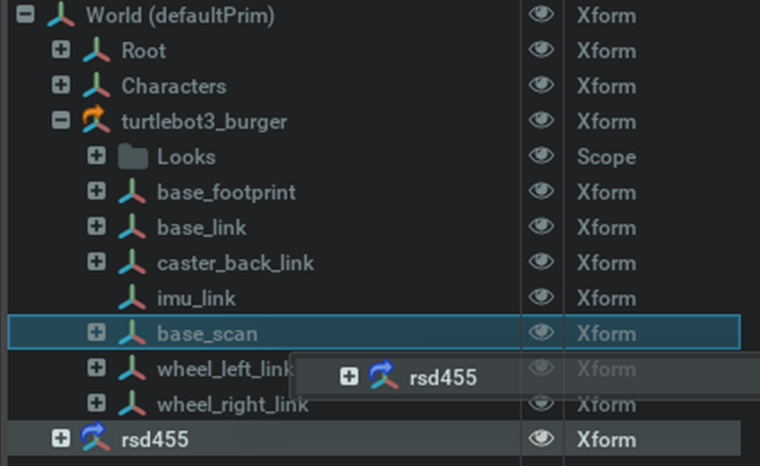 World (defaultPrim) Xform
Root Xform
Characters Xform
turtlebot3_burger Xform
Looks Scope
base_footprint Xform
base_link Xform
caster_back_link Xform
imu_link Xform
base_scan Xform
wheel_left_link Xform
rsd455
wheel_right_link Xform
rsd455 Xform